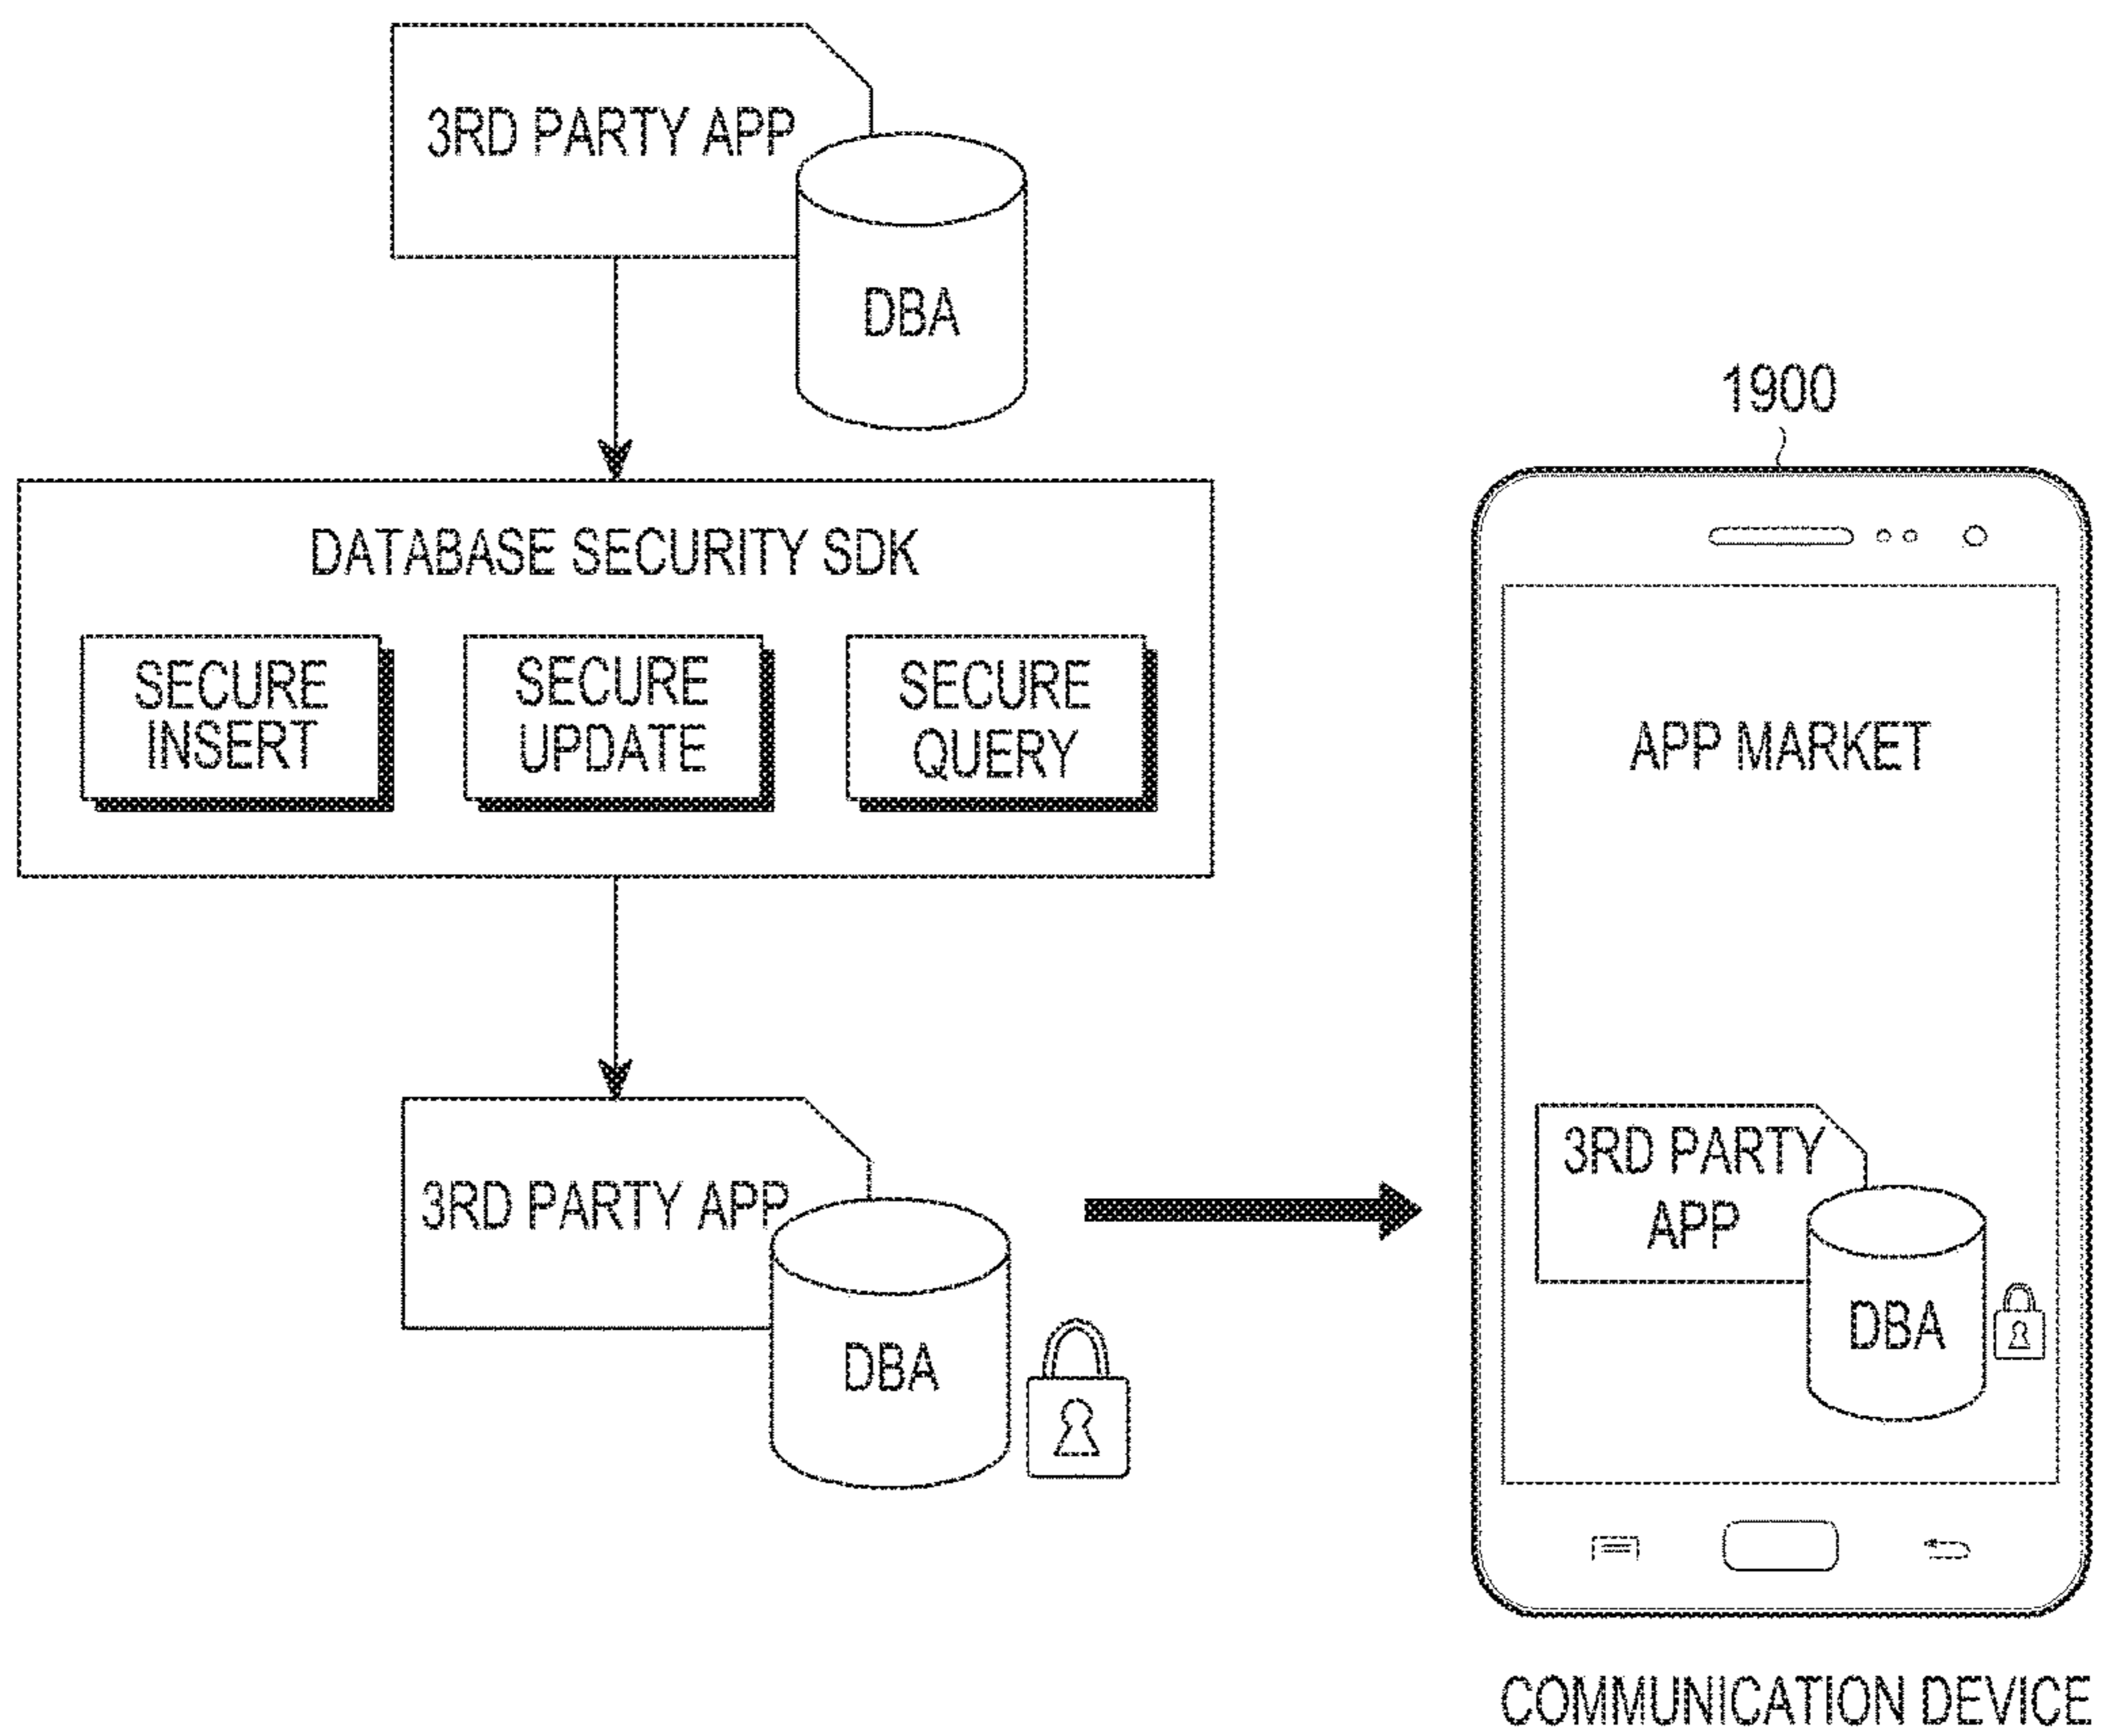 3RD PARTY APP
DBA
DATABASE SECURITY SDK
SECURE
INSERT
SECURE
UPDATE
SECURE
QUERY
3RD PARTY APP
DBA
1900
APP MARKET
3RD PARTY
APP
DBA
COMMUNICATION DEVICE